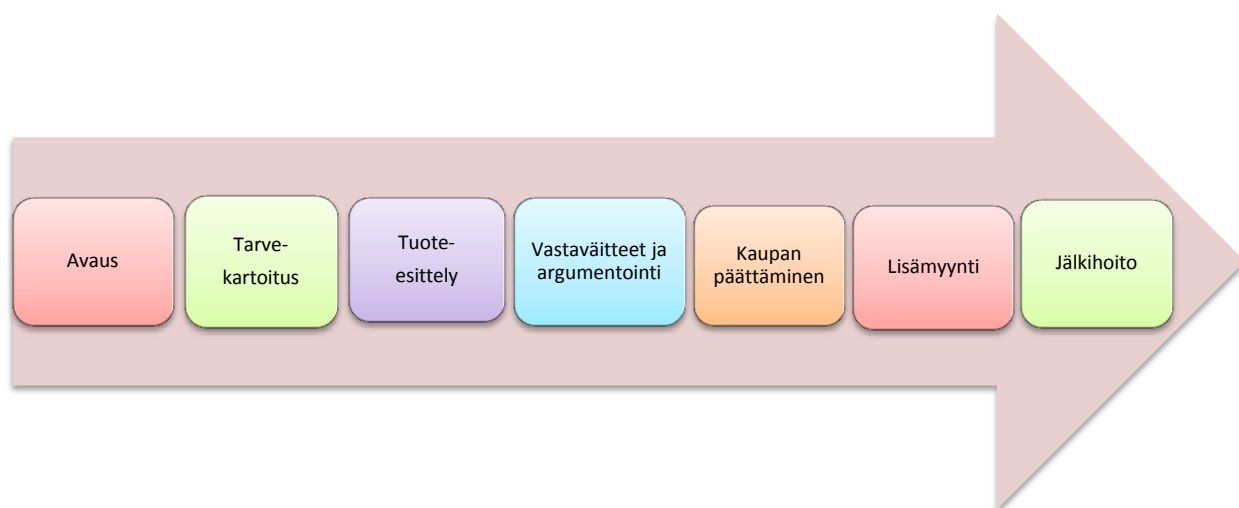 Avaus
Tarve-
kartoitus
Tuote-
esittely
Vastaväitteet ja
argumentointi
Kaupan
päättäminen
Lisämyynti
Jälkihoito